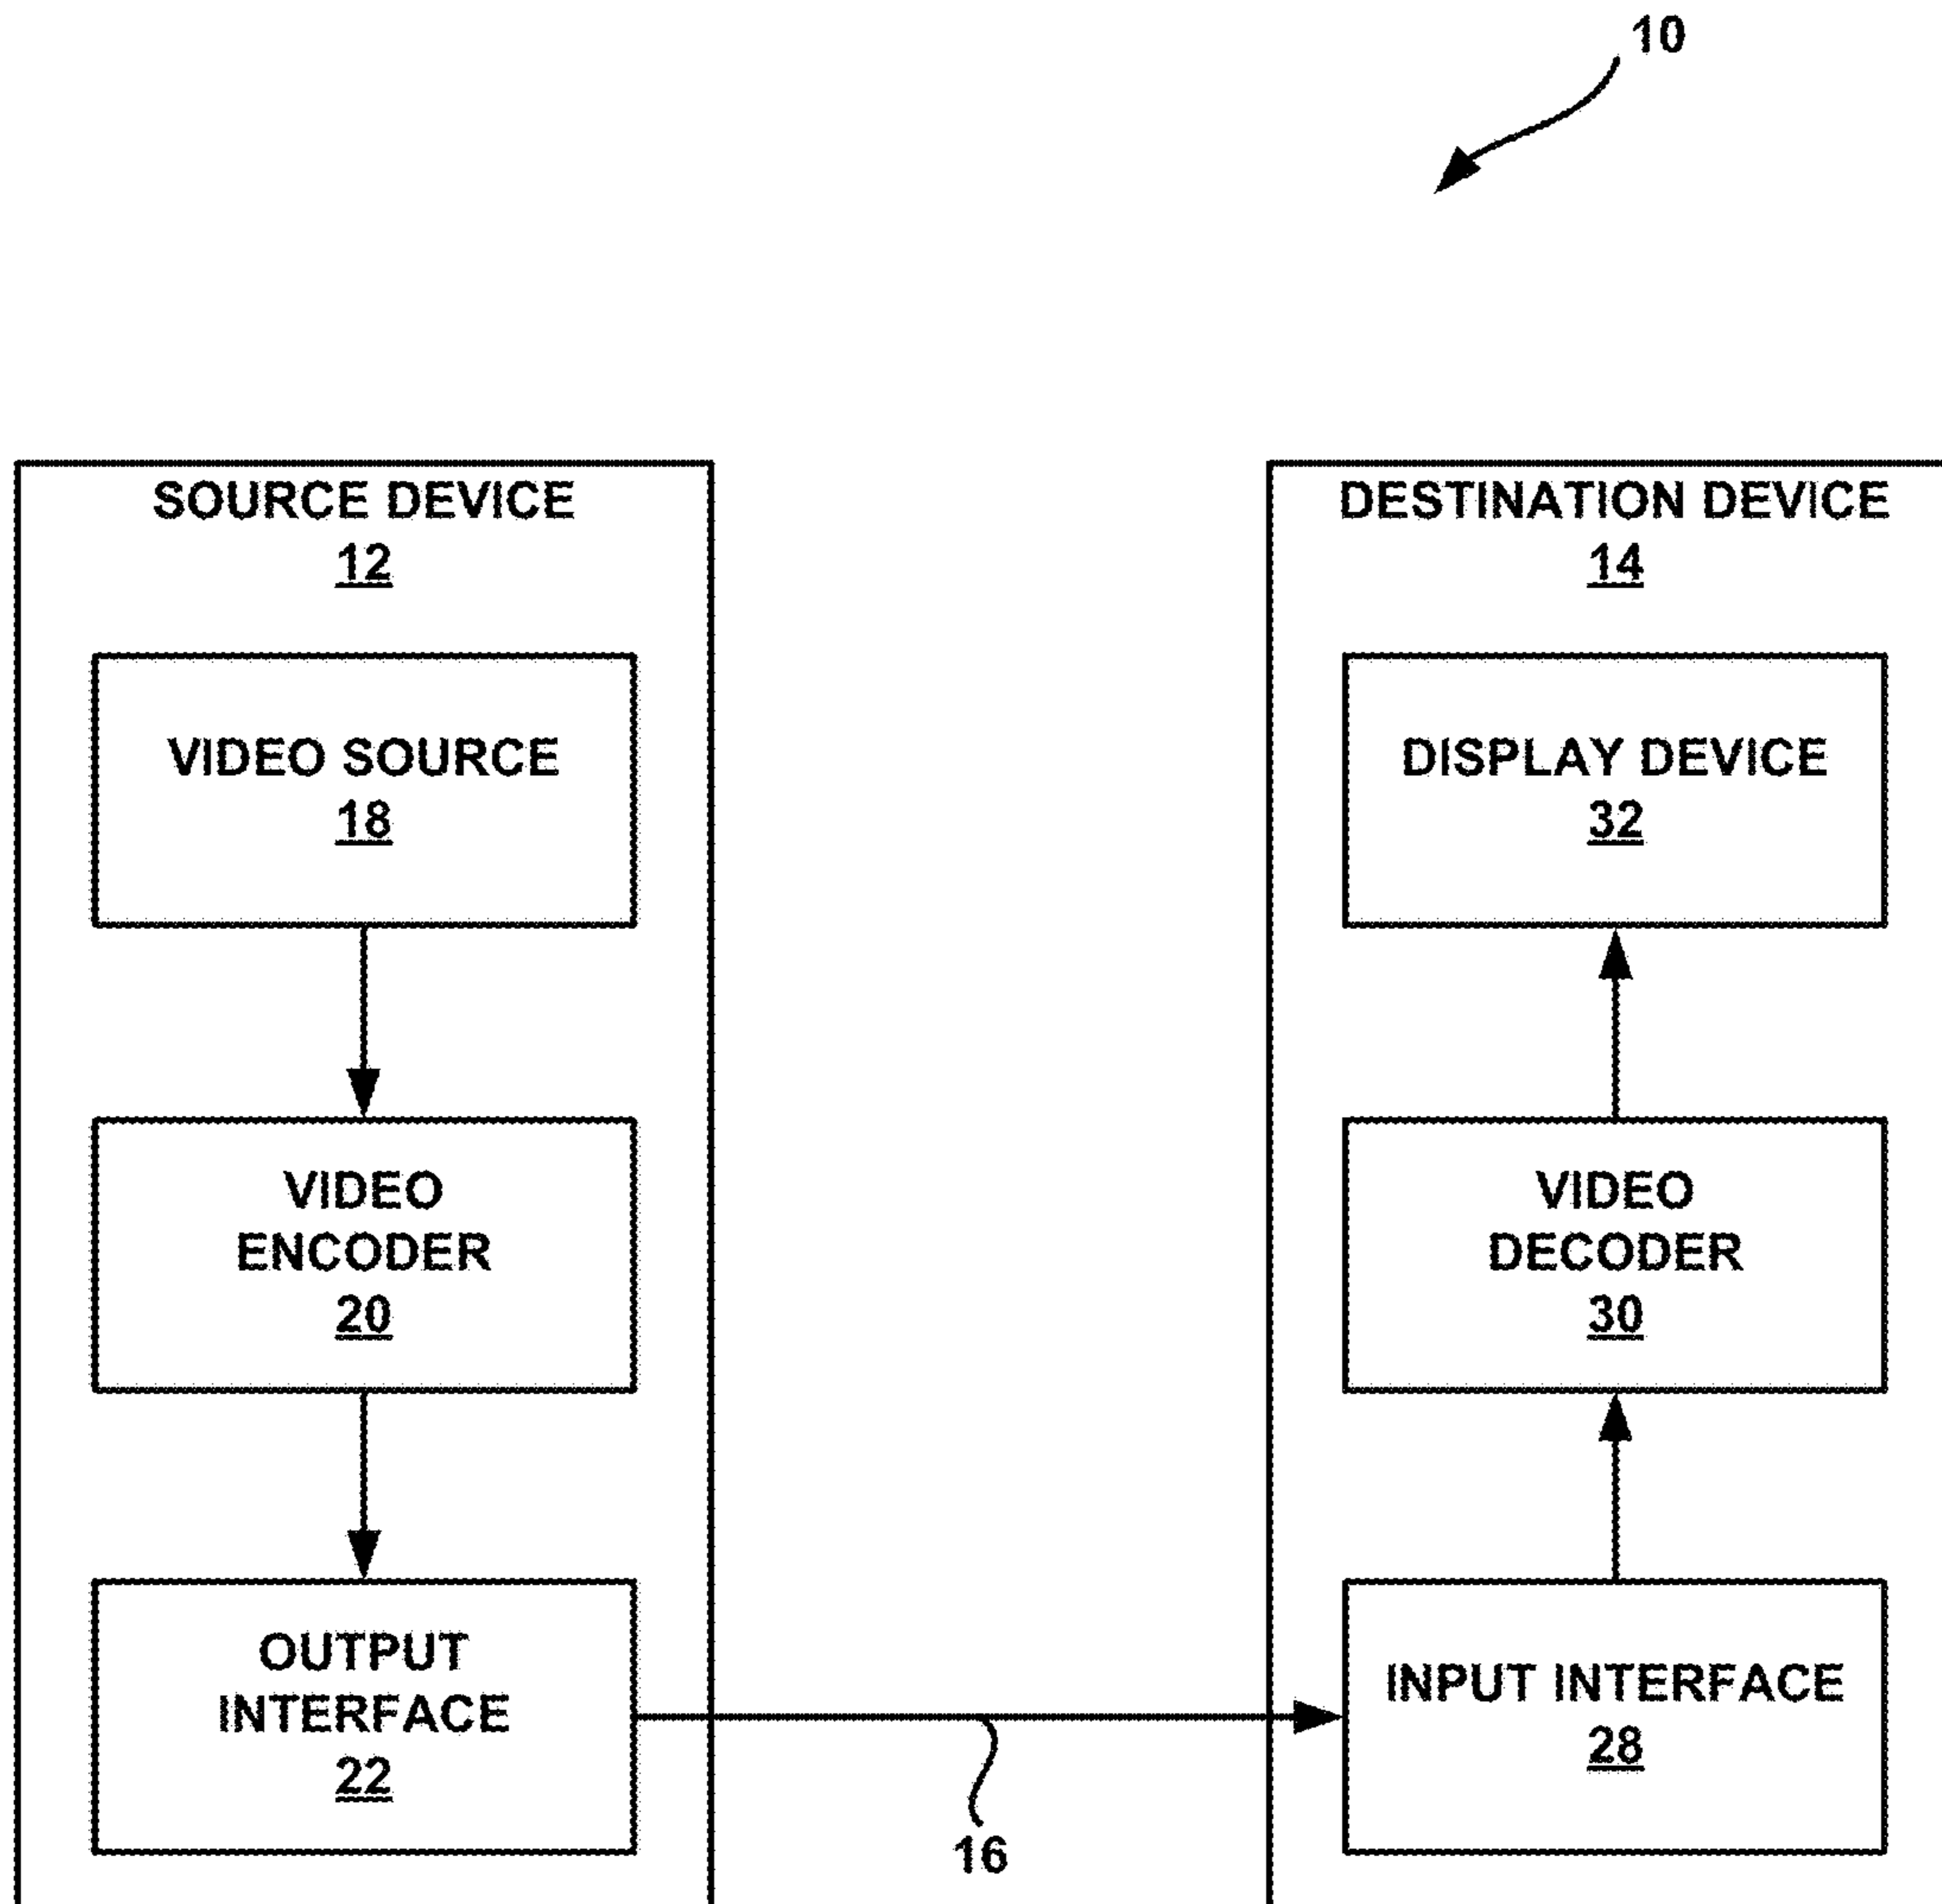 10
SOURCE DEVICE
12
VIDEO SOURCE
18
VIDEO
ENCODER
20
OUTPUT
INTERFACE
22
16
DESTINATION DEVICE
14
DISPLAY DEVICE
32
VIDEO
DECODER
30
INPUT INTERFACE
28